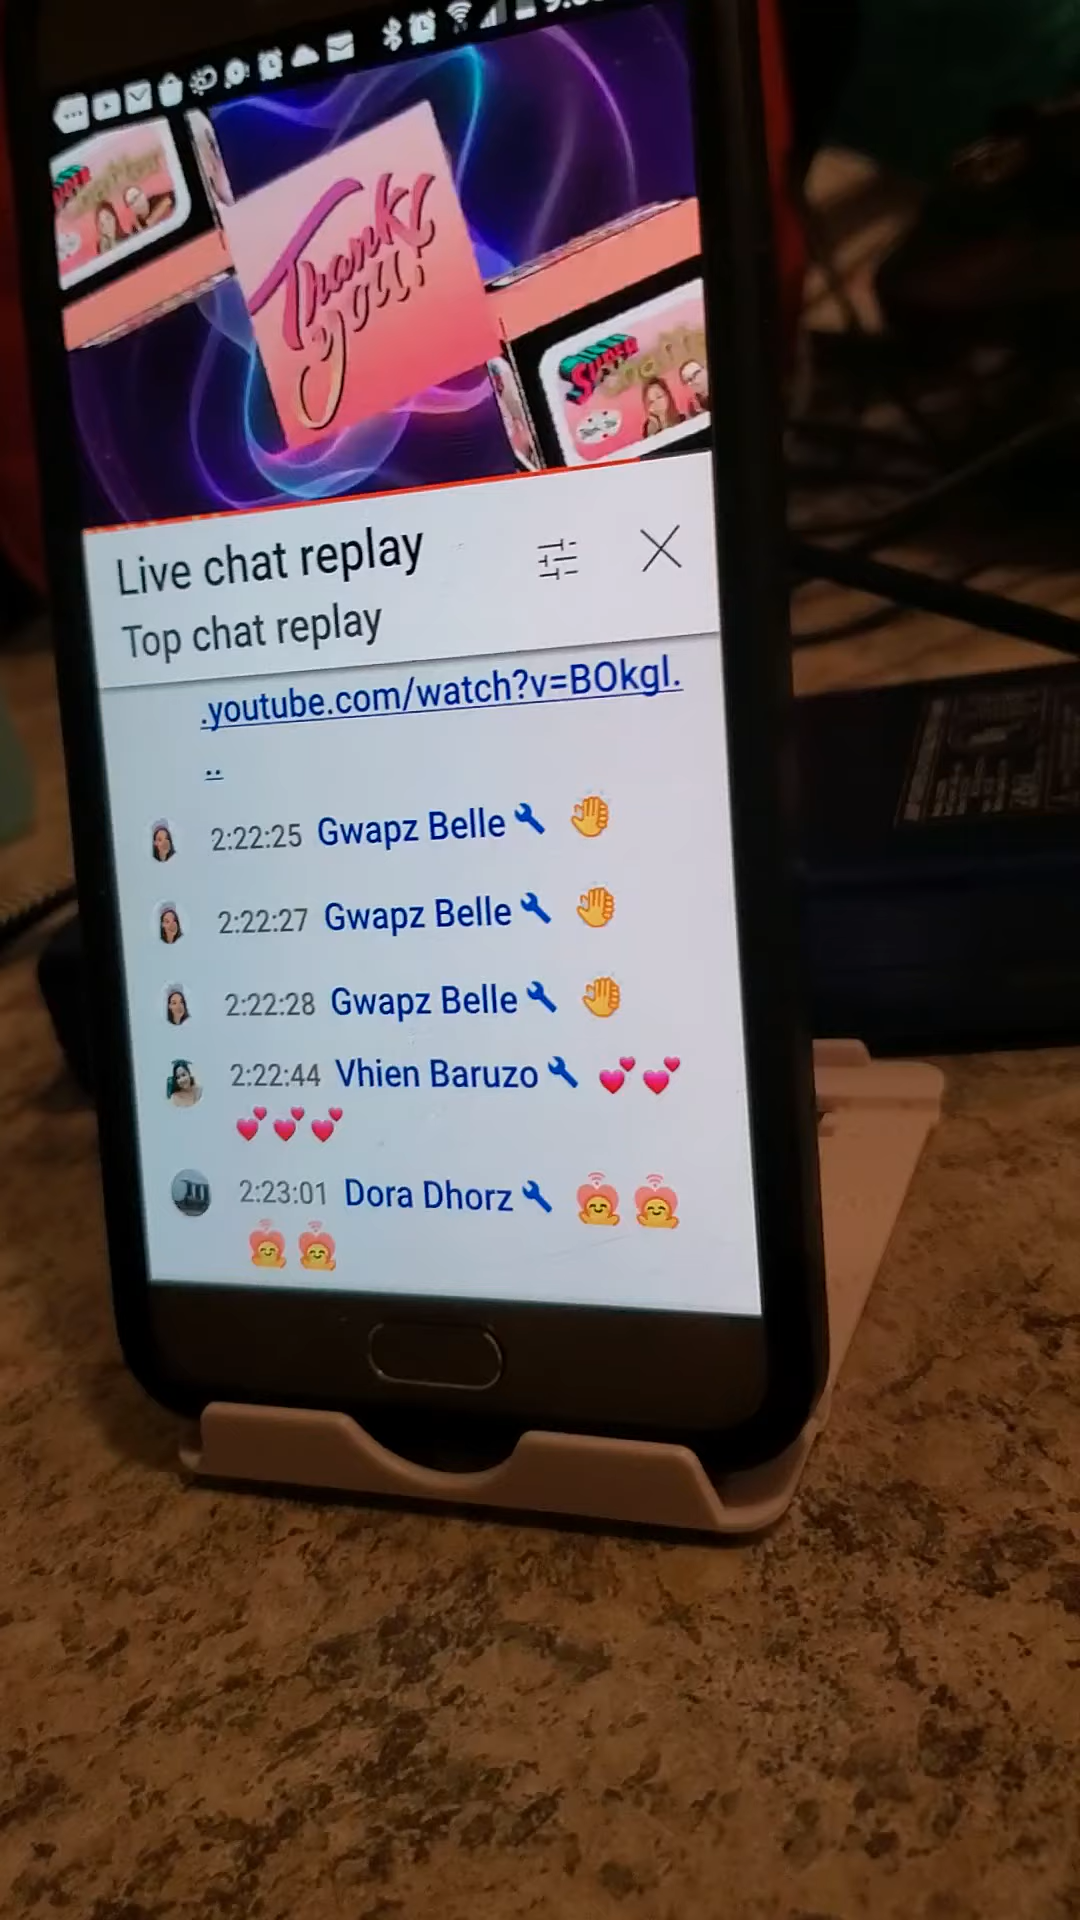 Thank
you!
SUPER
Live chat replay
Top chat replay
.youtube.com/watch?v=BOkgl.
..
2:22:25 Gwapz Belle 👋
2:22:27 Gwapz Belle 👋
2:22:28 Gwapz Belle 👋
2:22:44 Vhien Baruzo 💕💕
💕💕💕
2:23:01 Dora Dhorz